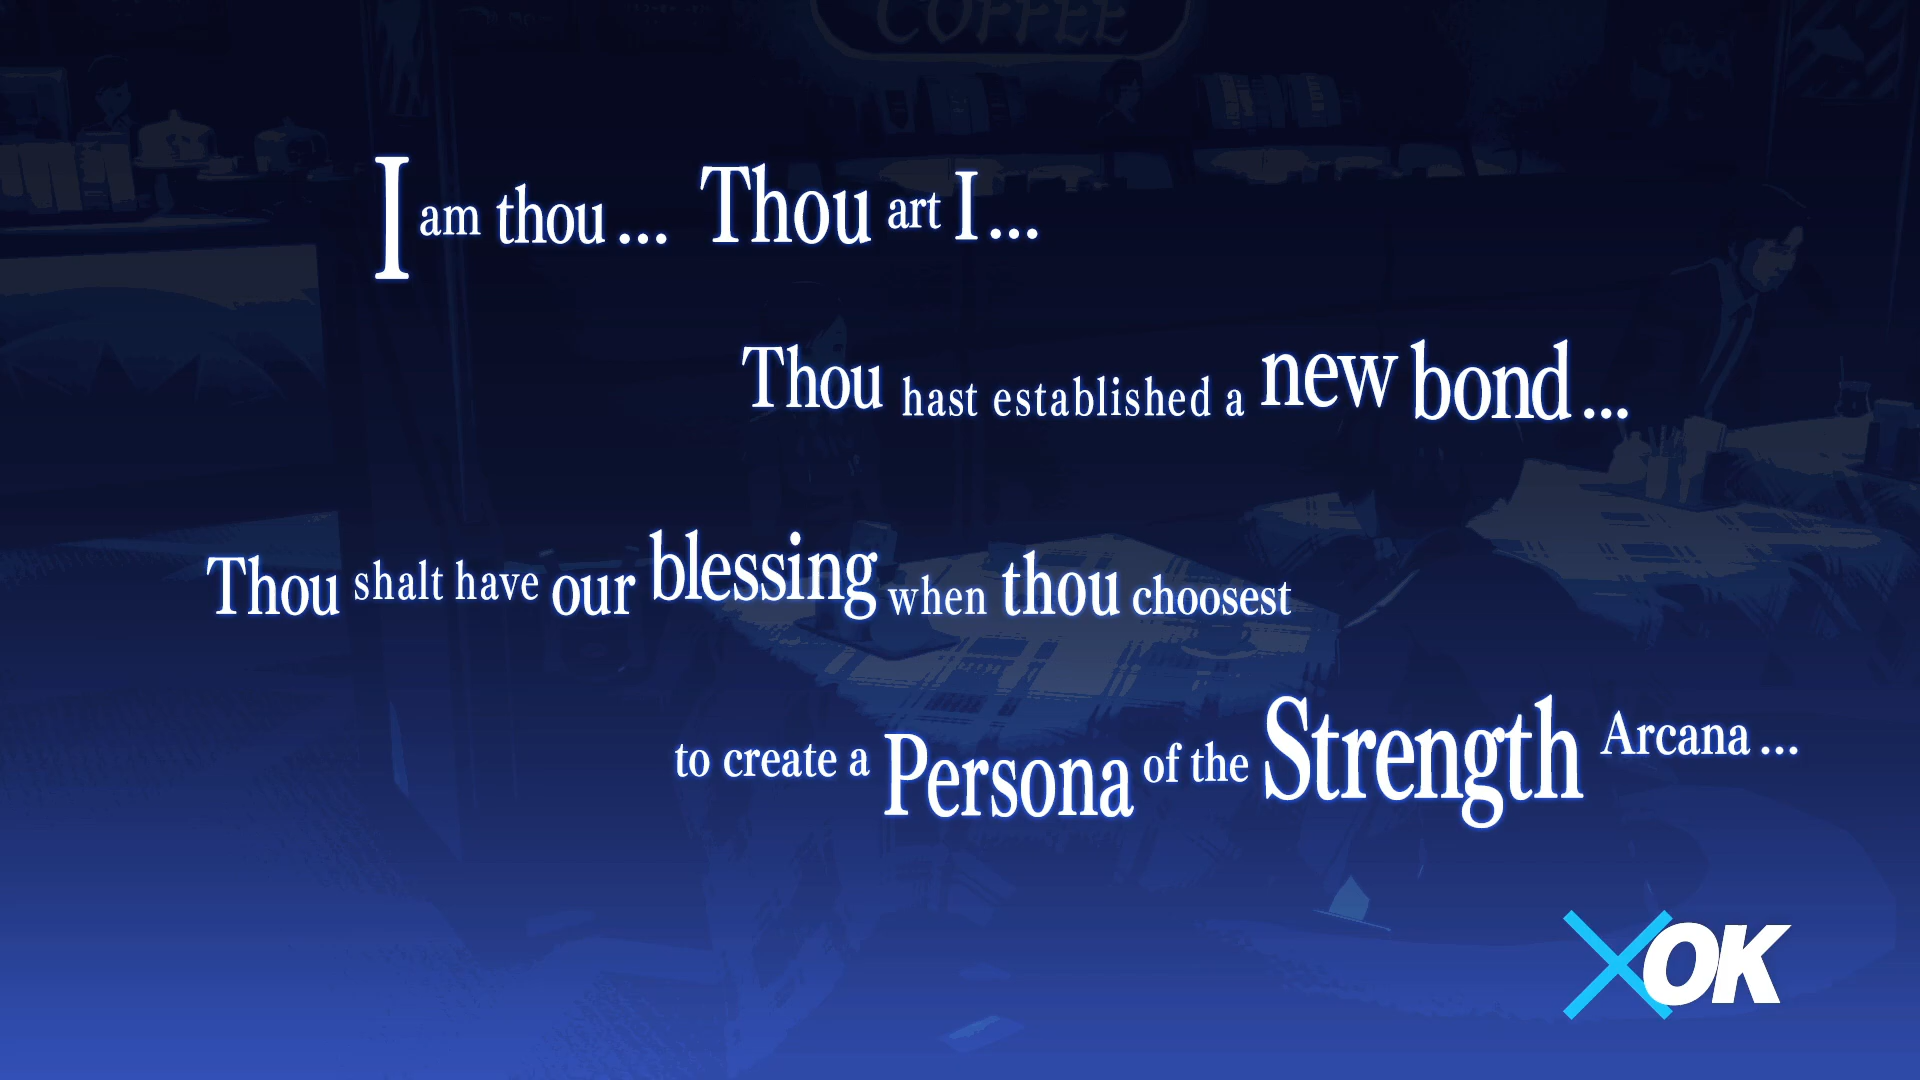 COFFEE
I am thou... Thou art I...
Thou hast established a new bond...
Thou shalt have our blessing when thou choosest
to create a Persona of the Strength Arcana...
OK